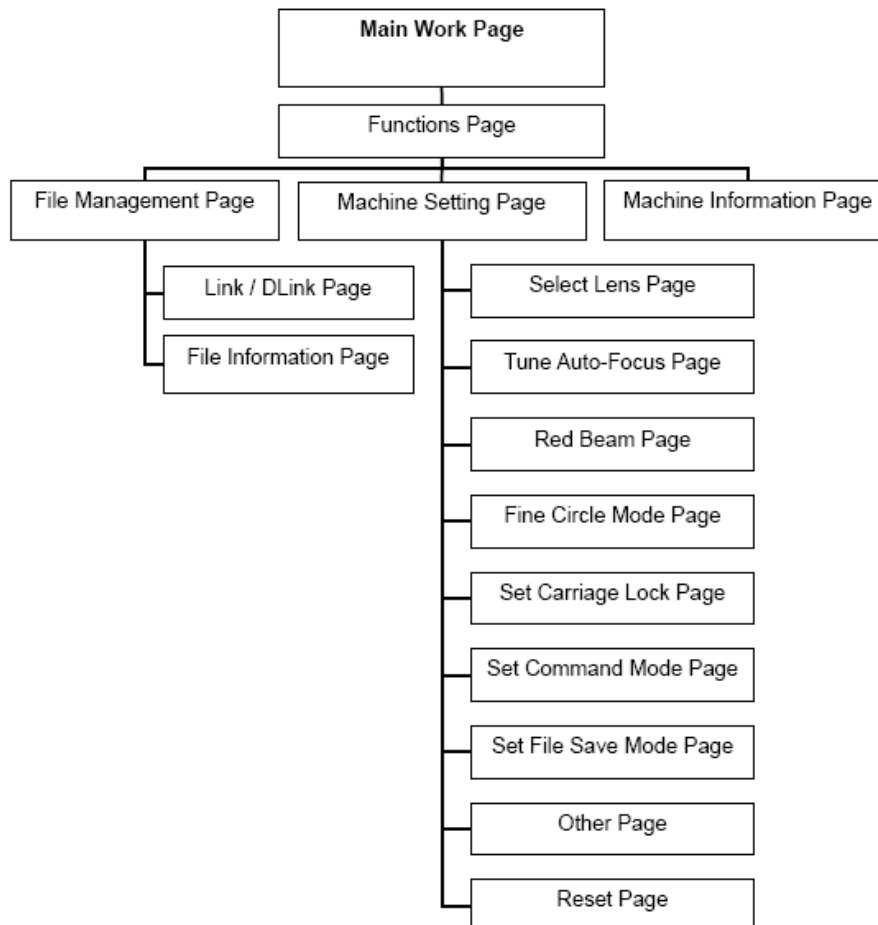 Main Work Page
Functions Page
File Management Page
Machine Setting Page
Machine Information Page
Link / DLink Page
File Information Page
Select Lens Page
Tune Auto-Focus Page
Red Beam Page
Fine Circle Mode Page
Set Carriage Lock Page
Set Command Mode Page
Set File Save Mode Page
Other Page
Reset Page